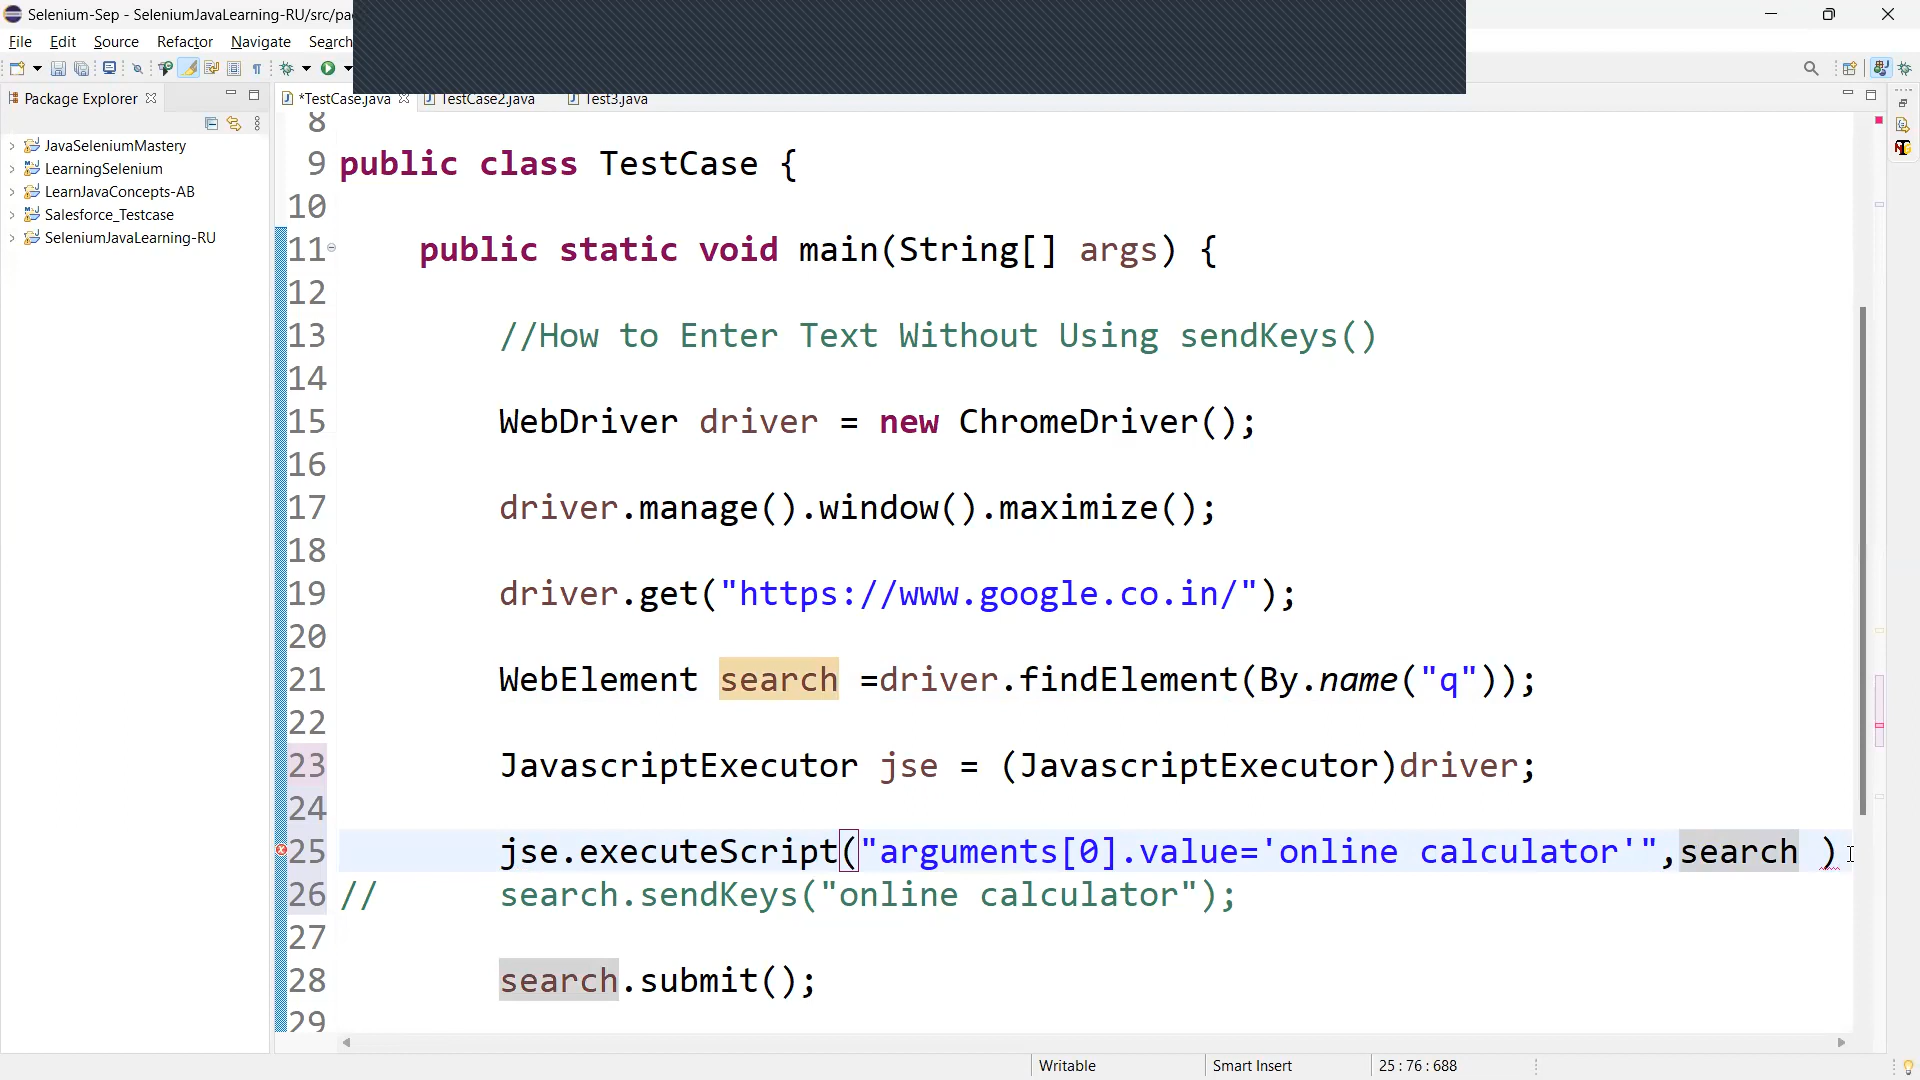 Selenium-Sep - SeleniumJavaLearning-RU/src/pac
File Edit Source Refactor Navigate Search
Package Explorer
*TestCase.java TestCase2.java Test3.java
JavaSeleniumMastery
LearningSelenium
LearnJavaConcepts-AB
Salesforce_Testcase
SeleniumJavaLearning-RU
8
9 public class TestCase {
10
11 public static void main(String[] args) {
12
13 //How to Enter Text Without Using sendKeys()
14
15 WebDriver driver = new ChromeDriver();
16
17 driver.manage().window().maximize();
18
19 driver.get("https://www.google.co.in/");
20
21 WebElement search =driver.findElement(By.name("q"));
22
23 JavascriptExecutor jse = (JavascriptExecutor)driver;
24
25 jse.executeScript("arguments[0].value='online calculator'",search )
26 // search.sendKeys("online calculator");
27
28 search.submit();
29
Writable Smart Insert 25 : 76 : 688